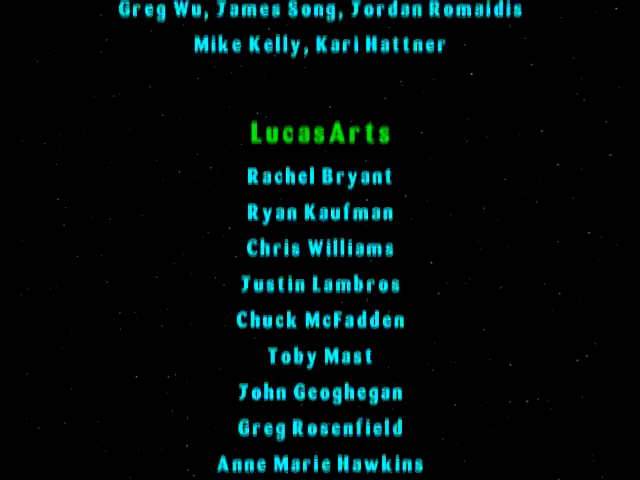 Greg Wu, James Song, Jordan Romaidis
Mike Kelly, Karl Hattner
LucasArts
Rachel Bryant
Ryan Kaufman
Chris Williams
Justin Lambros
Chuck McFadden
Toby Mast
John Geoghegan
Greg Rosenfield
Anne Marie Hawkins